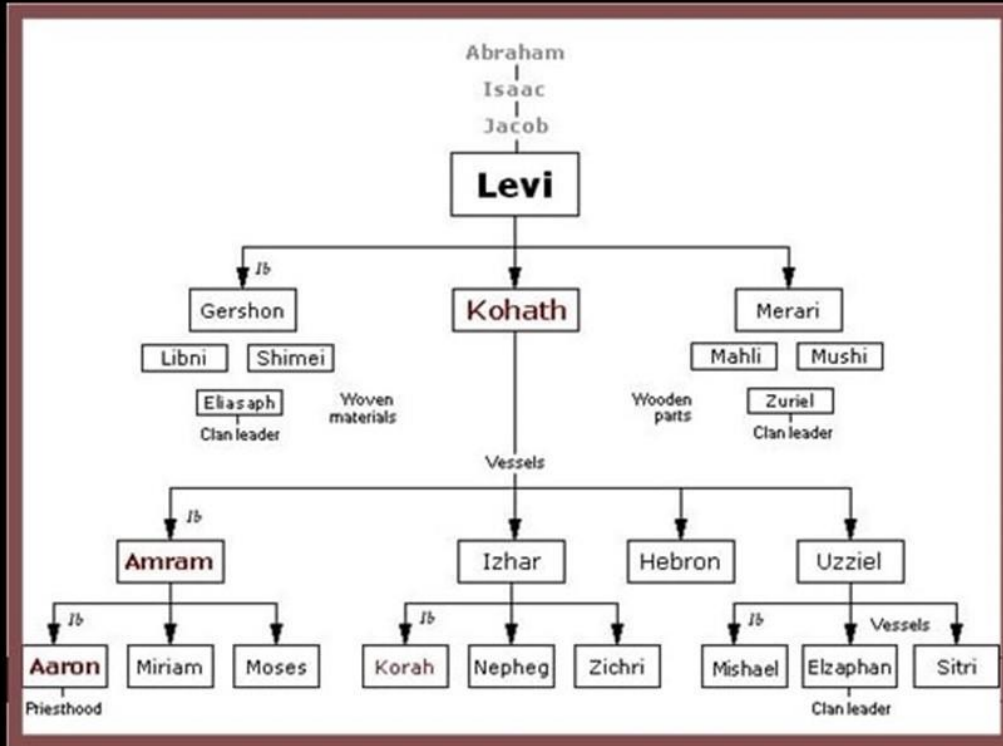 Abraham
Isaac
Jacob
Levi
Ib
Gershon
Kohath
Merari
Libni
Shimei
Mahli
Mushi
Eliasaph
Woven
materials
Wooden
parts
Zuriel
Clan leader
Clan leader
Vessels
Ib
Amram
Izhar
Hebron
Uzziel
Ib
Ib
Ib
Vessels
Aaron
Miriam
Moses
Korah
Nepheg
Zichri
Mishael
Elzaphan
Sitri
Priesthood
Clan leader